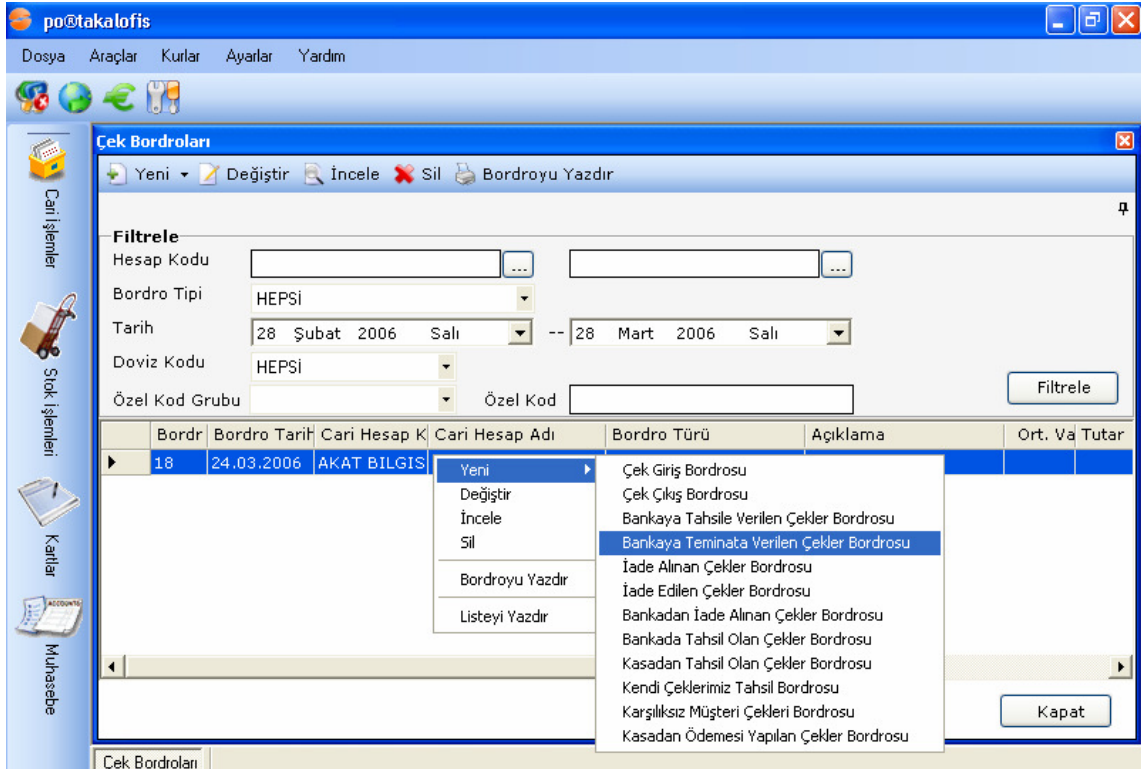 po®takalofis
Dosya Araçlar Kurlar Ayarlar Yardım
Çek Bordroları
Yeni Değiştir İncele Sil Bordroyu Yazdır
Filtrele
Hesap Kodu ... ...
Bordro Tipi HEPSİ
Tarih 28 Şubat 2006 Salı -- 28 Mart 2006 Salı
Doviz Kodu HEPSİ
Özel Kod Grubu Özel Kod Filtrele
Bordr Bordro Tarih Cari Hesap K Cari Hesap Adı Bordro Türü Açıklama Ort. Va Tutar
18 24.03.2006 AKAT BILGIS
Yeni
Değiştir
İncele
Sil
Bordroyu Yazdır
Listeyi Yazdır
Çek Giriş Bordrosu
Çek Çıkış Bordrosu
Bankaya Tahsile Verilen Çekler Bordrosu
Bankaya Teminata Verilen Çekler Bordrosu
İade Alınan Çekler Bordrosu
İade Edilen Çekler Bordrosu
Bankadan İade Alınan Çekler Bordrosu
Bankada Tahsil Olan Çekler Bordrosu
Kasadan Tahsil Olan Çekler Bordrosu
Kendi Çeklerimiz Tahsil Bordrosu
Karşılıksız Müşteri Çekleri Bordrosu
Kasadan Ödemesi Yapılan Çekler Bordrosu
Kapat
Cari İşlemler
Stok İşlemleri
Kartlar
ACCOUNTS
Muhasebe
Çek Bordroları